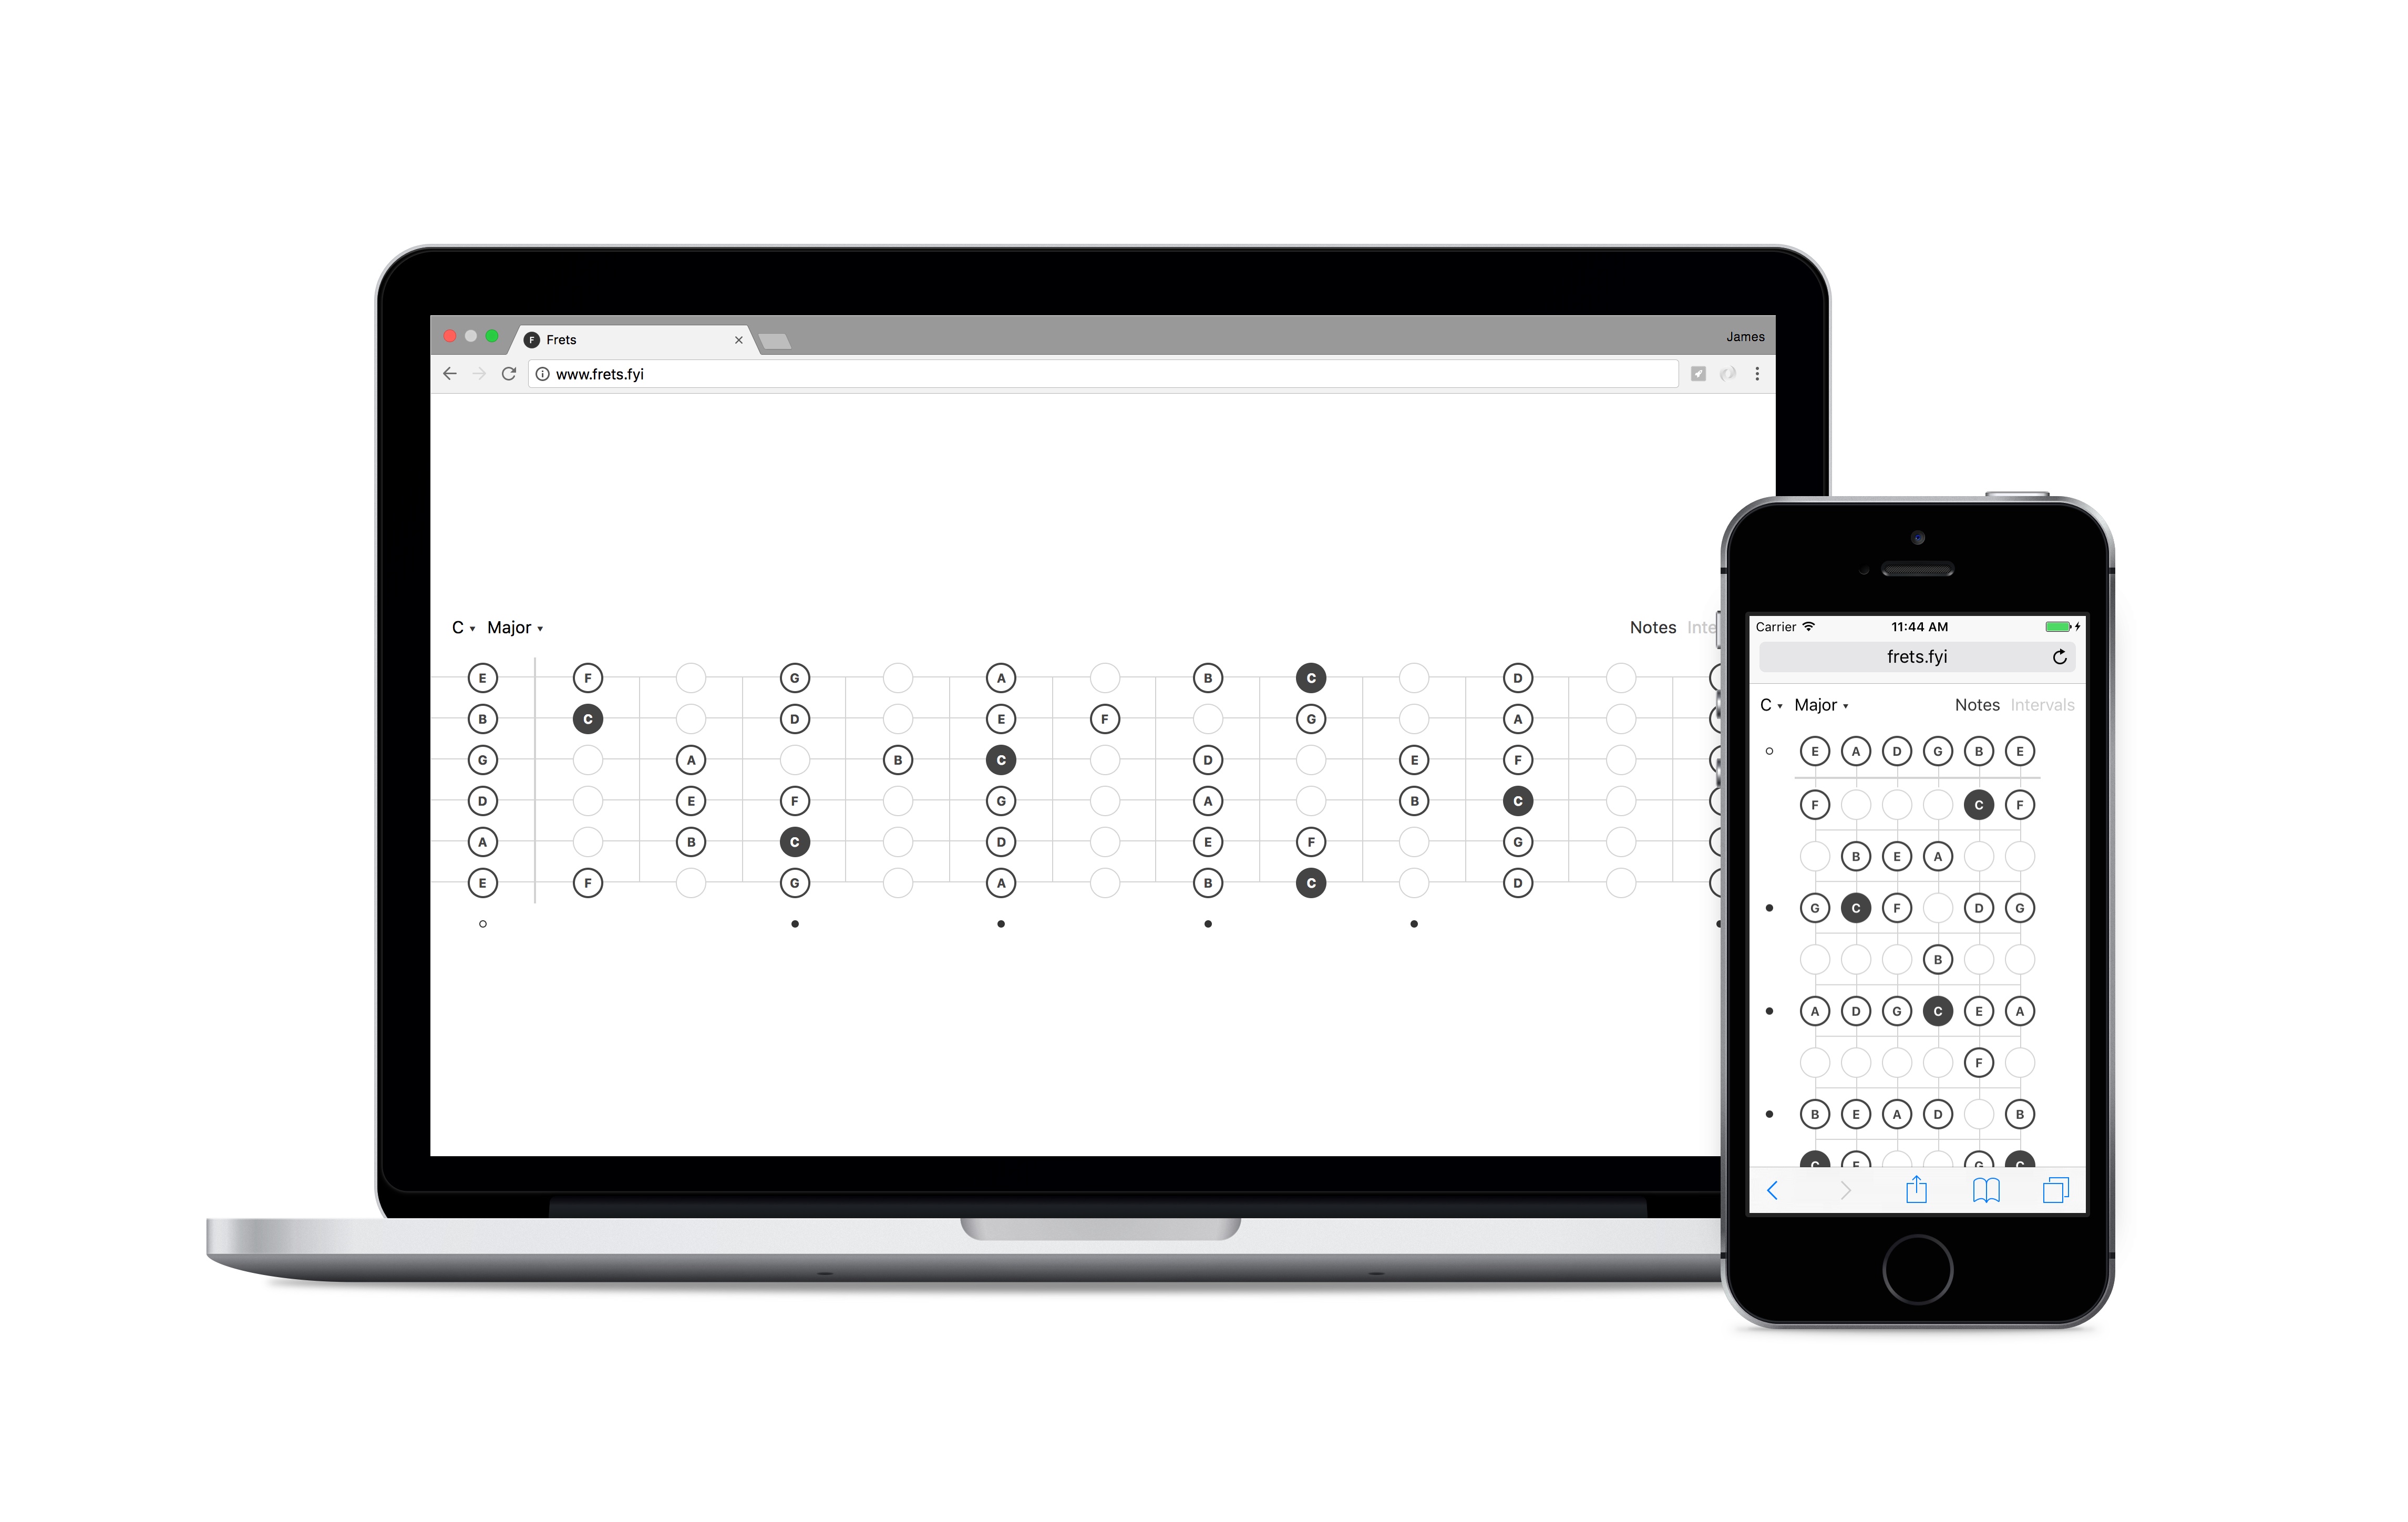 Frets
James
www.frets.fyi
C Major
Notes Inte
E F G A B C D
B C D E F G A
G A B C D E F
D E F G A B C
A B C D E F G
E F G A B C D
Carrier 11:44 AM
frets.fyi
C Major Notes Intervals
E A D G B E
F C F
B E A
G C F D G
B
A D G C E A
F
B E A D B
C F G C